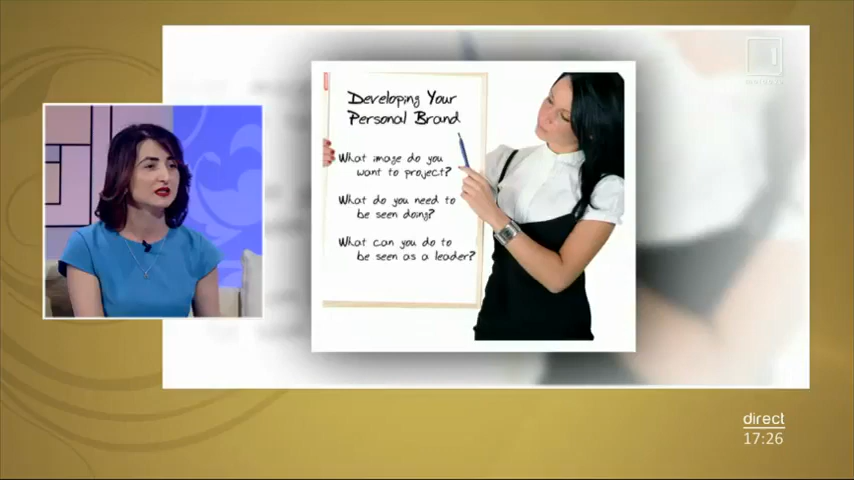 Developing Your
Personal Brand
What image do you
want to project?
What do you need to
be seen doing?
What can you do to
be seen as a leader?
direct
17:26